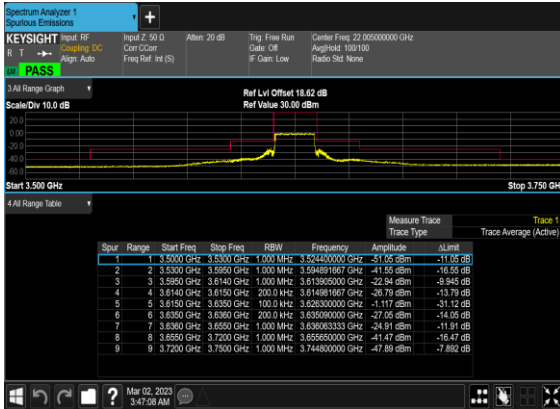 Spectrum Analyzer 1
Spurious Emissions
+
KEYSIGHT Input: RF Input Z: 50 Ω Atten: 20 dB Trig: Free Run Center Freq: 22.005000000 GHz
R T Coupling: DC Corr CCorr Gate: Off Avg|Hold: 100/100
Align: Auto Freq Ref: Int (S) IF Gain: Low Radio Std: None
PASS
3 All Range Graph
Ref Lvl Offset 18.62 dB
Scale/Div 10.0 dB Ref Value 30.00 dBm
20.0
0.00
-20.0
-40.0
Start 3.500 GHz Stop 3.750 GH
4 All Range Table
Measure Trace Trace 1
Trace Type Trace Average (Active)
Spur Range Start Freq Stop Freq RBW Frequency Amplitude ΔLimit
1 1 3.5000 GHz 3.5300 GHz 1.000 MHz 3.524400000 GHz -51.05 dBm -11.05 dB
2 2 3.5300 GHz 3.5950 GHz 1.000 MHz 3.594891667 GHz -41.55 dBm -16.55 dB
3 3 3.5950 GHz 3.6140 GHz 1.000 MHz 3.613905000 GHz -22.94 dBm -9.945 dB
4 4 3.6140 GHz 3.6150 GHz 200.0 kHz 3.614981667 GHz -26.79 dBm -13.79 dB
5 5 3.6150 GHz 3.6350 GHz 100.0 kHz 3.626300000 GHz -1.117 dBm -31.12 dB
6 6 3.6350 GHz 3.6360 GHz 200.0 kHz 3.635090000 GHz -27.05 dBm -14.05 dB
7 7 3.6360 GHz 3.6550 GHz 1.000 MHz 3.636063333 GHz -24.91 dBm -11.91 dB
8 8 3.6550 GHz 3.7200 GHz 1.000 MHz 3.655650000 GHz -41.47 dBm -16.47 dB
9 9 3.7200 GHz 3.7500 GHz 1.000 MHz 3.744800000 GHz -47.89 dBm -7.892 dB
? Mar 02, 2023
3:47:08 AM